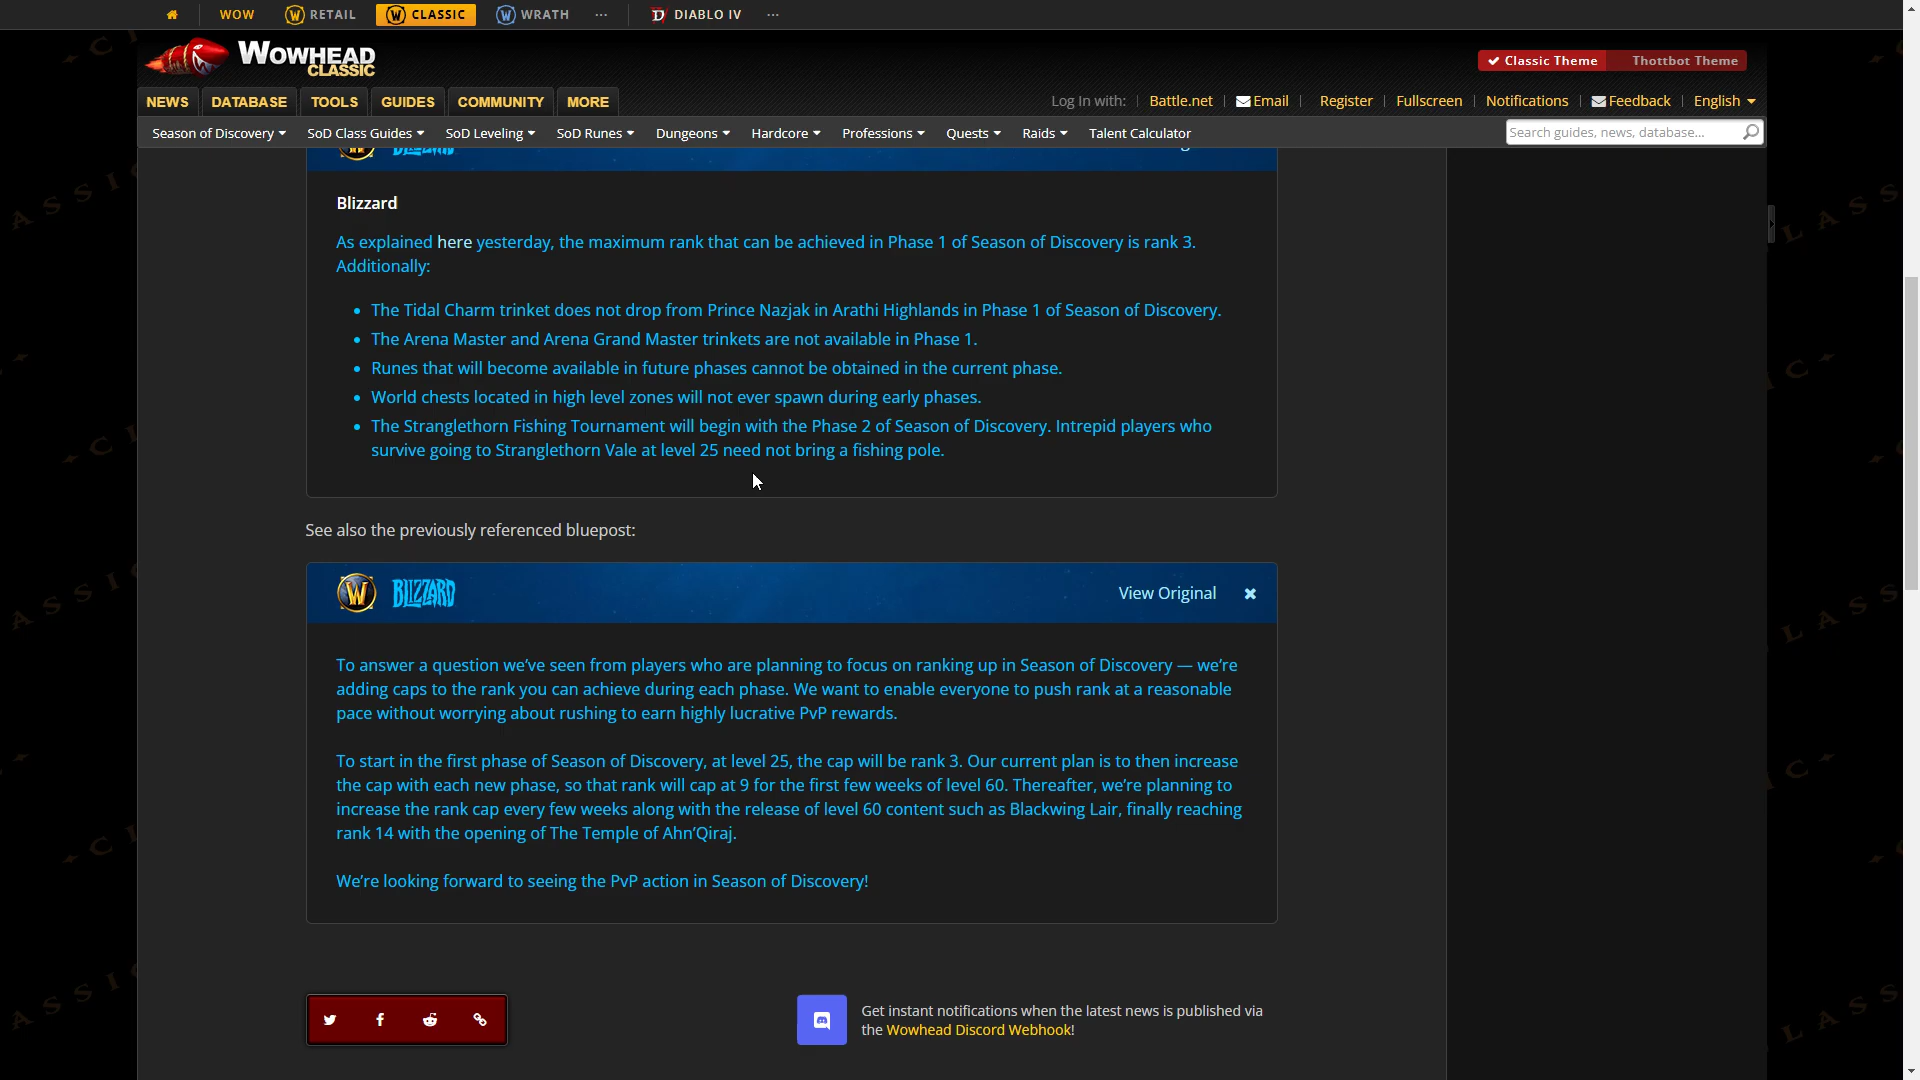 WOW RETAIL CLASSIC WRATH ... DIABLO IV ...
WOWHEAD
CLASSIC
Classic Theme Thottbot Theme
NEWS DATABASE TOOLS GUIDES COMMUNITY MORE
Log In with: Battle.net Email Register Fullscreen Notifications Feedback English
Season of Discovery SoD Class Guides SoD Leveling SoD Runes Dungeons Hardcore Professions Quests Raids Talent Calculator
Search guides, news, database...
Blizzard
As explained here yesterday, the maximum rank that can be achieved in Phase 1 of Season of Discovery is rank 3.
Additionally:
• The Tidal Charm trinket does not drop from Prince Nazjak in Arathi Highlands in Phase 1 of Season of Discovery.
• The Arena Master and Arena Grand Master trinkets are not available in Phase 1.
• Runes that will become available in future phases cannot be obtained in the current phase.
• World chests located in high level zones will not ever spawn during early phases.
• The Stranglethorn Fishing Tournament will begin with the Phase 2 of Season of Discovery. Intrepid players who
survive going to Stranglethorn Vale at level 25 need not bring a fishing pole.
See also the previously referenced bluepost:
BLIZZARD
View Original
To answer a question we've seen from players who are planning to focus on ranking up in Season of Discovery — we're
adding caps to the rank you can achieve during each phase. We want to enable everyone to push rank at a reasonable
pace without worrying about rushing to earn highly lucrative PvP rewards.
To start in the first phase of Season of Discovery, at level 25, the cap will be rank 3. Our current plan is to then increase
the cap with each new phase, so that rank will cap at 9 for the first few weeks of level 60. Thereafter, we're planning to
increase the rank cap every few weeks along with the release of level 60 content such as Blackwing Lair, finally reaching
rank 14 with the opening of The Temple of Ahn'Qiraj.
We're looking forward to seeing the PvP action in Season of Discovery!
Get instant notifications when the latest news is published via
the Wowhead Discord Webhook!